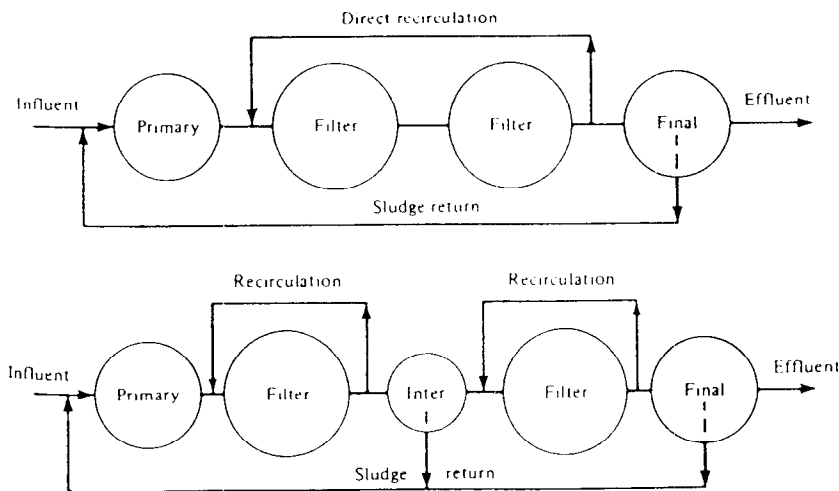 Direct recirculation
Influent
Primary
Filter
Filter
Final
Effluent
Sludge return
Recirculation
Recirculation
Influent
Primary
Filter
Inter
Filter
Final
Effluent
Sludge return